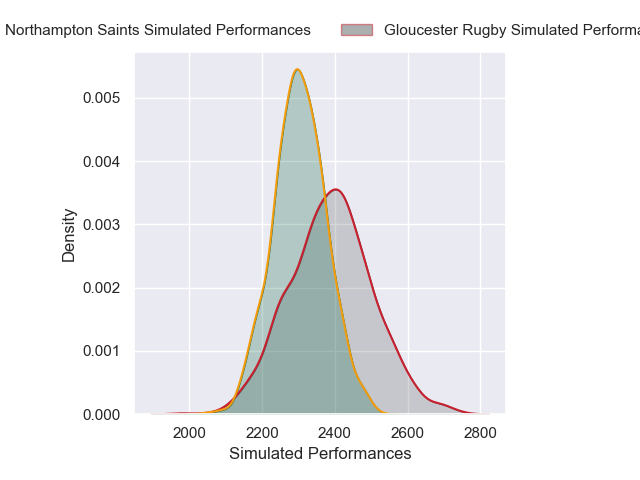 Northampton Saints Simulated Performances
Gloucester Rugby Simulated
0.005
0.004
0.003
0.002
0.001
0.000
Density
2000 2200 2400 2600 2800
Simulated Performances